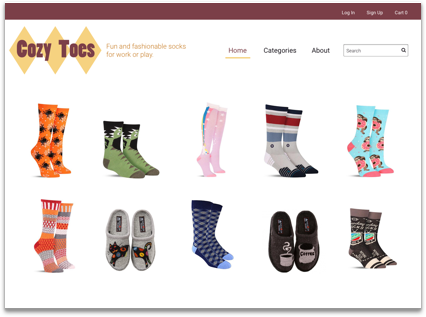 Log In Sign Up Cart 0
Cozy Toes
Fun and fashionable socks
for work or play.
Home Categories About Search
COFFEE